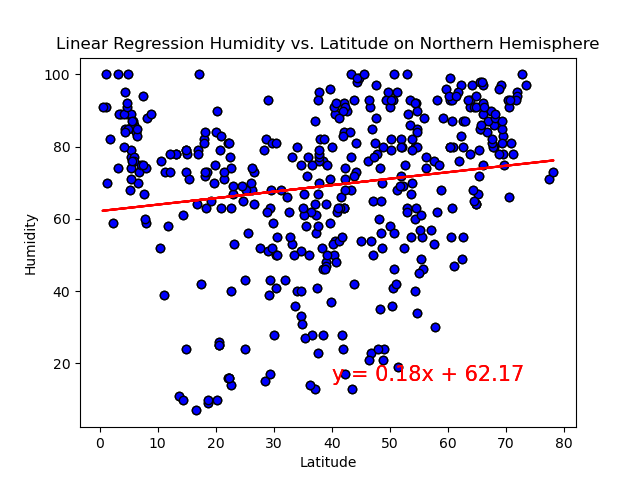 Linear Regression Humidity vs. Latitude on Northern Hemisphere
100
80
60
40
20
Humidity
y = 0.18x + 62.17
0 10 20 30 40 50 60 70 80
Latitude